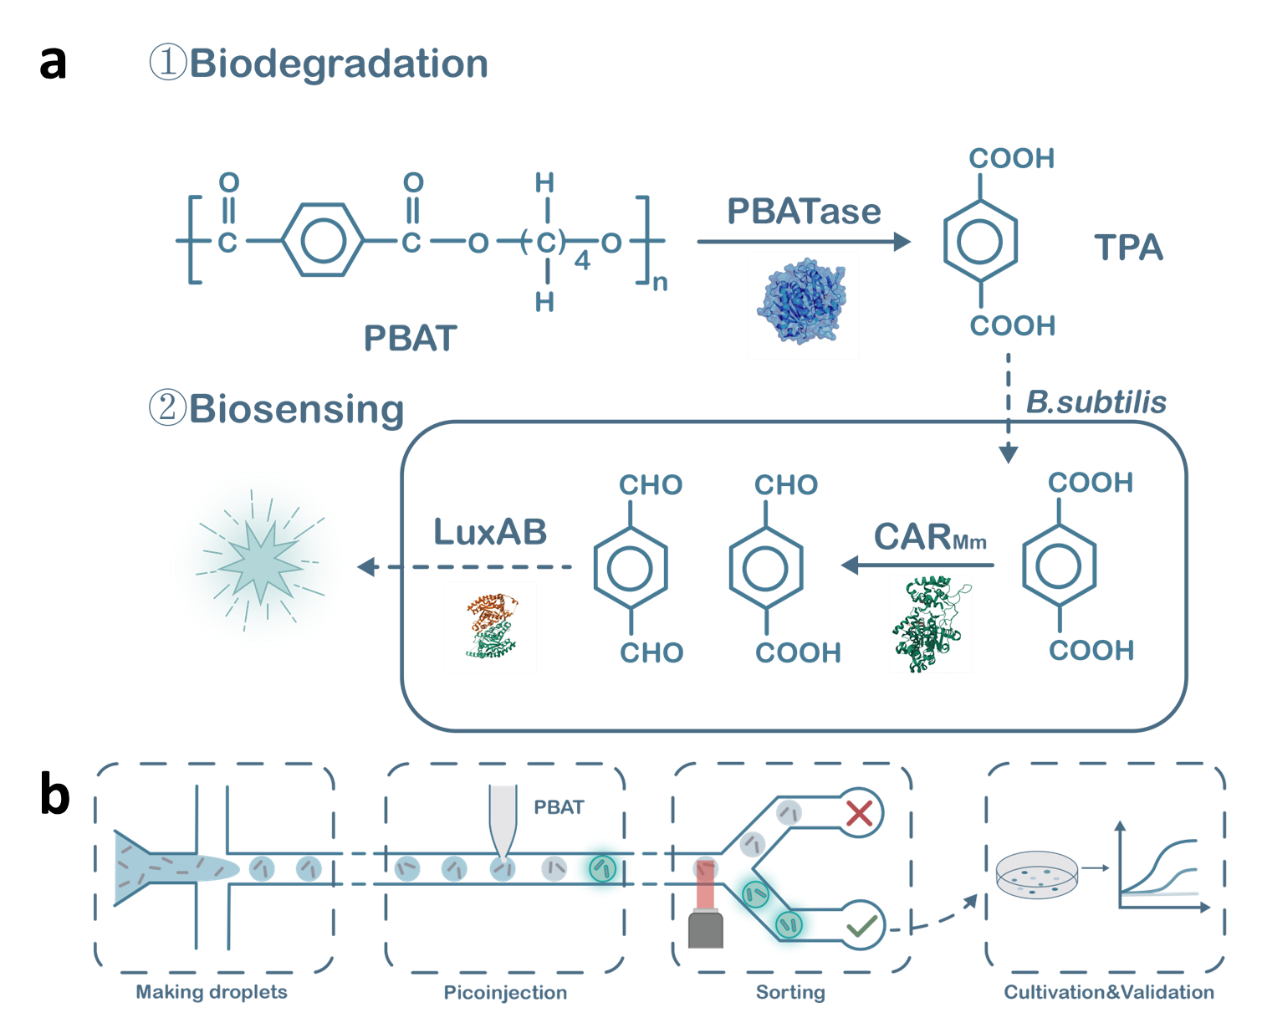 a
①Biodegradation
O
O
H
COOH
C
C
O
(C)
4
O
n
H
PBAT
PBATase
TPA
COOH
②Biosensing
B.subtilis
CHO
CHO
COOH
LuxAB
CARMm
CHO
COOH
COOH
b
PBAT
Making droplets
Picoinjection
Sorting
Cultivation&Validation